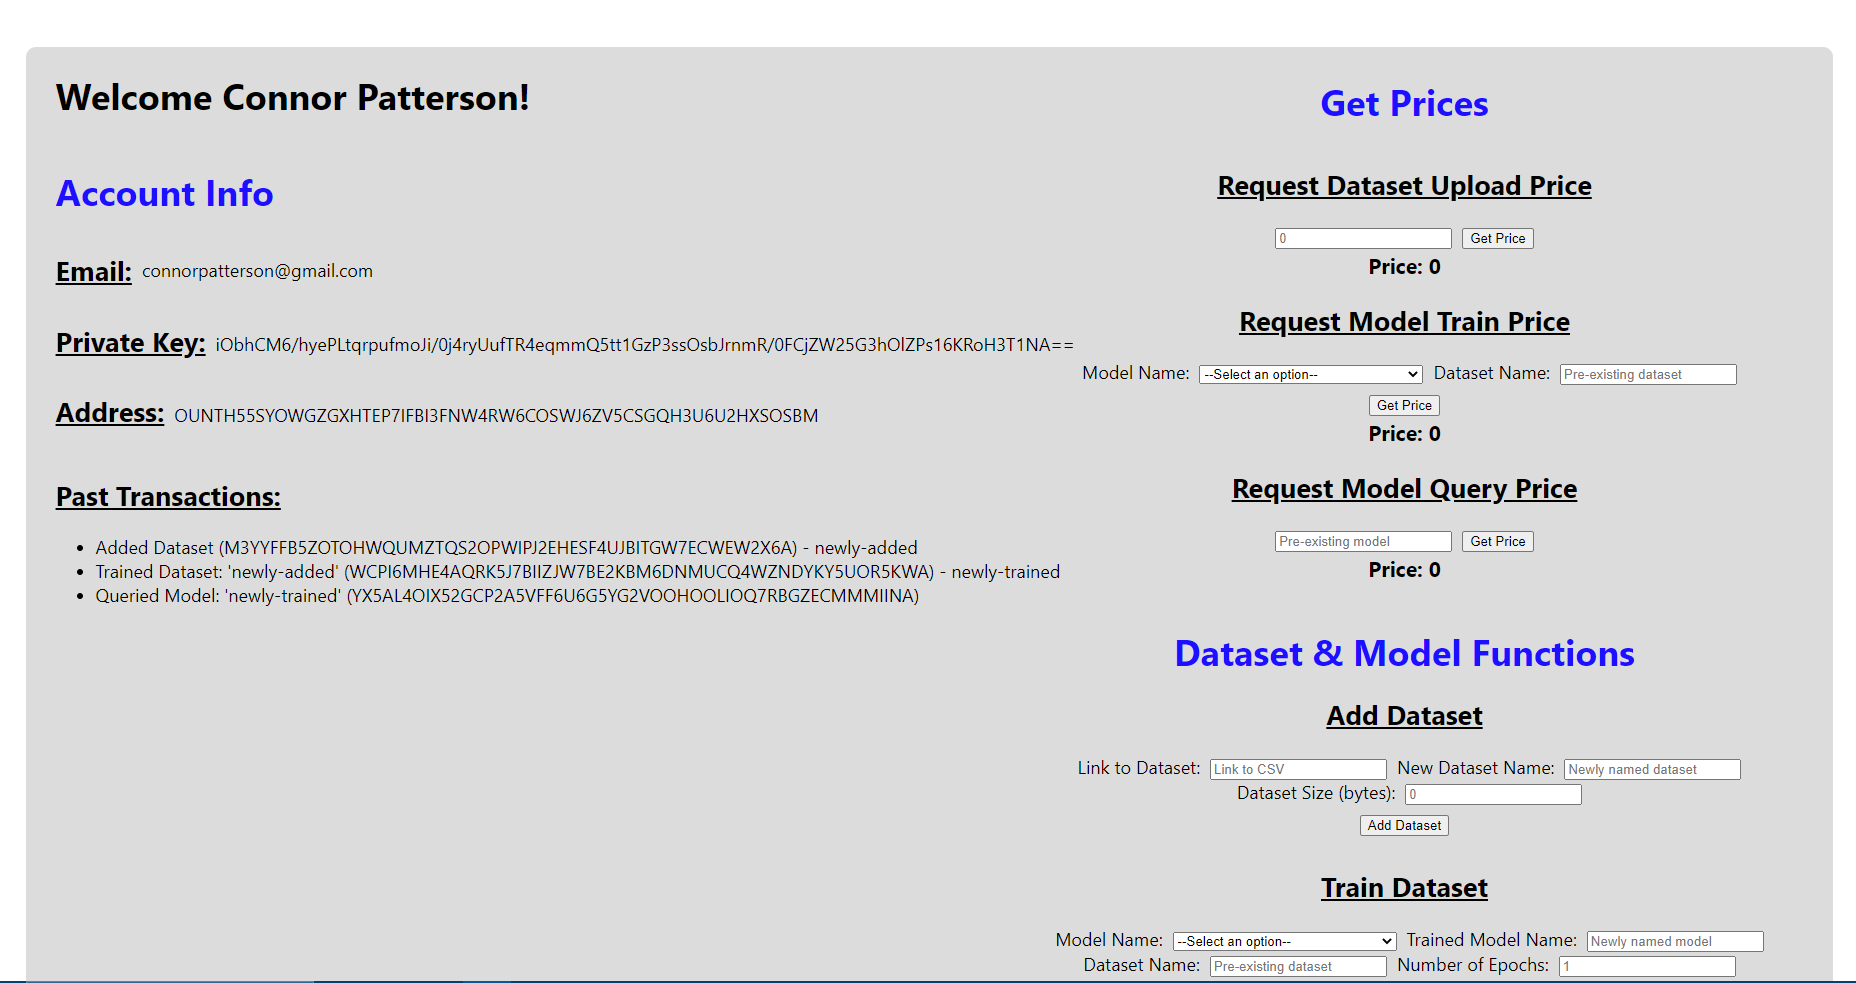 Welcome Connor Patterson!
Account Info
Email: connorpatterson@gmail.com
Private Key: iObhCM6/hyePLtqrpufmoJi/0j4ryUufTR4eqmmQ5tt1GzP3ssOsbJrnmR/0FCjZW25G3hOlZPs16KRoH3T1NA==
Address: OUNTH55SYOWGZGXHTEP7IFBI3FNW4RW6COSWJ6ZV5CSGQH3U6U2HXSOSBM
Past Transactions:
• Added Dataset (M3YYFFB5ZOTOHWQUMZTQS2OPWIPJ2EHESF4UJBITGW7ECWEW2X6A) - newly-added
• Trained Dataset: 'newly-added' (WCPI6MHE4AQRK5J7BIIZJW7BE2KBM6DNMUCQ4WZNDYKY5UOR5KWA) - newly-trained
• Queried Model: 'newly-trained' (YX5AL4OIX52GCP2A5VFF6U6G5YG2VOOHOOLIOQ7RBGZECMMMIINA)
Get Prices
Request Dataset Upload Price
0 Get Price
Price: 0
Request Model Train Price
Model Name: --Select an option-- Dataset Name: Pre-existing dataset
Get Price
Price: 0
Request Model Query Price
Pre-existing model Get Price
Price: 0
Dataset & Model Functions
Add Dataset
Link to Dataset: Link to CSV New Dataset Name: Newly named dataset
Dataset Size (bytes): 0
Add Dataset
Train Dataset
Model Name: --Select an option-- Trained Model Name: Newly named model
Dataset Name: Pre-existing dataset Number of Epochs: 1